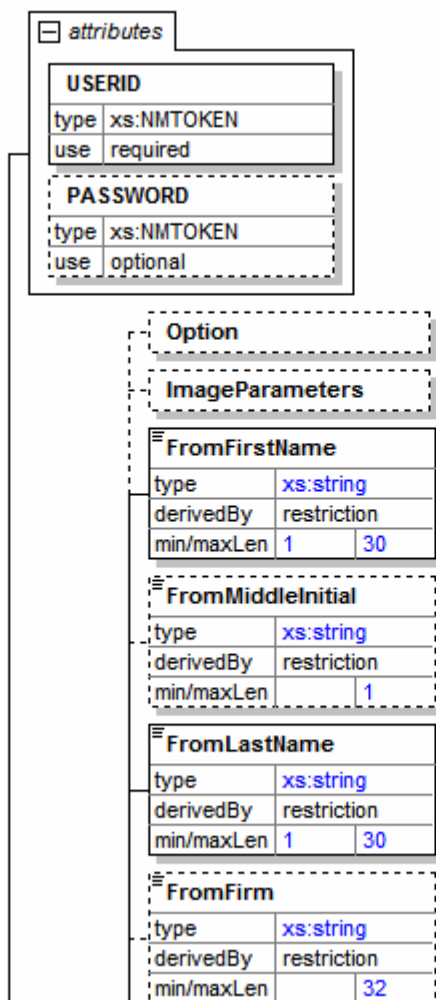 attributes
USERID
type xs:NMTOKEN
use required
PASSWORD
type xs:NMTOKEN
use optional
Option
ImageParameters
FromFirstName
type xs:string
derivedBy restriction
min/maxLen 1 30
FromMiddleInitial
type xs:string
derivedBy restriction
min/maxLen 1
FromLastName
type xs:string
derivedBy restriction
min/maxLen 1 30
FromFirm
type xs:string
derivedBy restriction
min/maxLen 32